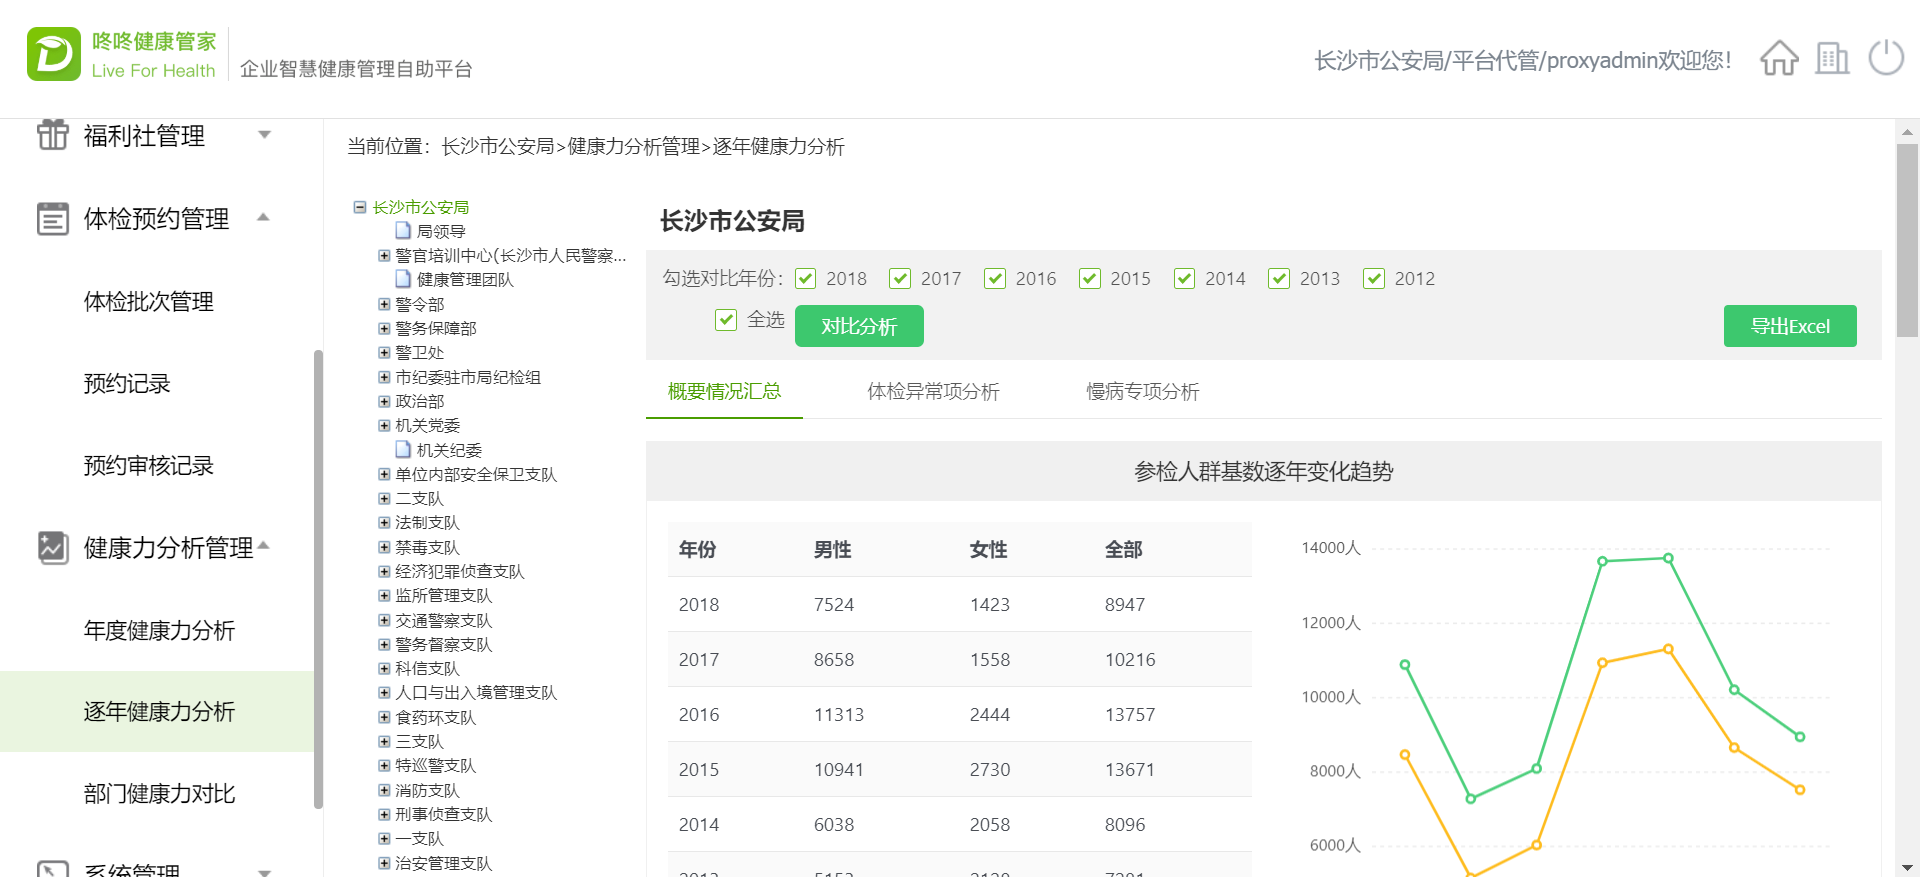 咚咚健康管家
Live For Health
企业智慧健康管理自助平台
长沙市公安局/平台代管/proxyadmin欢迎您!
福利社管理
体检预约管理
体检批次管理
预约记录
预约审核记录
健康力分析管理
年度健康力分析
逐年健康力分析
部门健康力对比
系统管理
当前位置：长沙市公安局>健康力分析管理>逐年健康力分析
长沙市公安局
局领导
警官培训中心(长沙市人民警察...
健康管理团队
警令部
警务保障部
警卫处
市纪委驻市局纪检组
政治部
机关党委
机关纪委
单位内部安全保卫支队
二支队
法制支队
禁毒支队
经济犯罪侦查支队
监所管理支队
交通警察支队
警务督察支队
科信支队
人口与出入境管理支队
食药环支队
三支队
特巡警支队
消防支队
刑事侦查支队
一支队
治安管理支队
长沙市公安局
勾选对比年份： 2018 2017 2016 2015 2014 2013 2012
全选 对比分析 导出Excel
概要情况汇总 体检异常项分析 慢病专项分析
参检人群基数逐年变化趋势
年份 男性 女性 全部
2018 7524 1423 8947
2017 8658 1558 10216
2016 11313 2444 13757
2015 10941 2730 13671
2014 6038 2058 8096
14000人
12000人
10000人
8000人
6000人